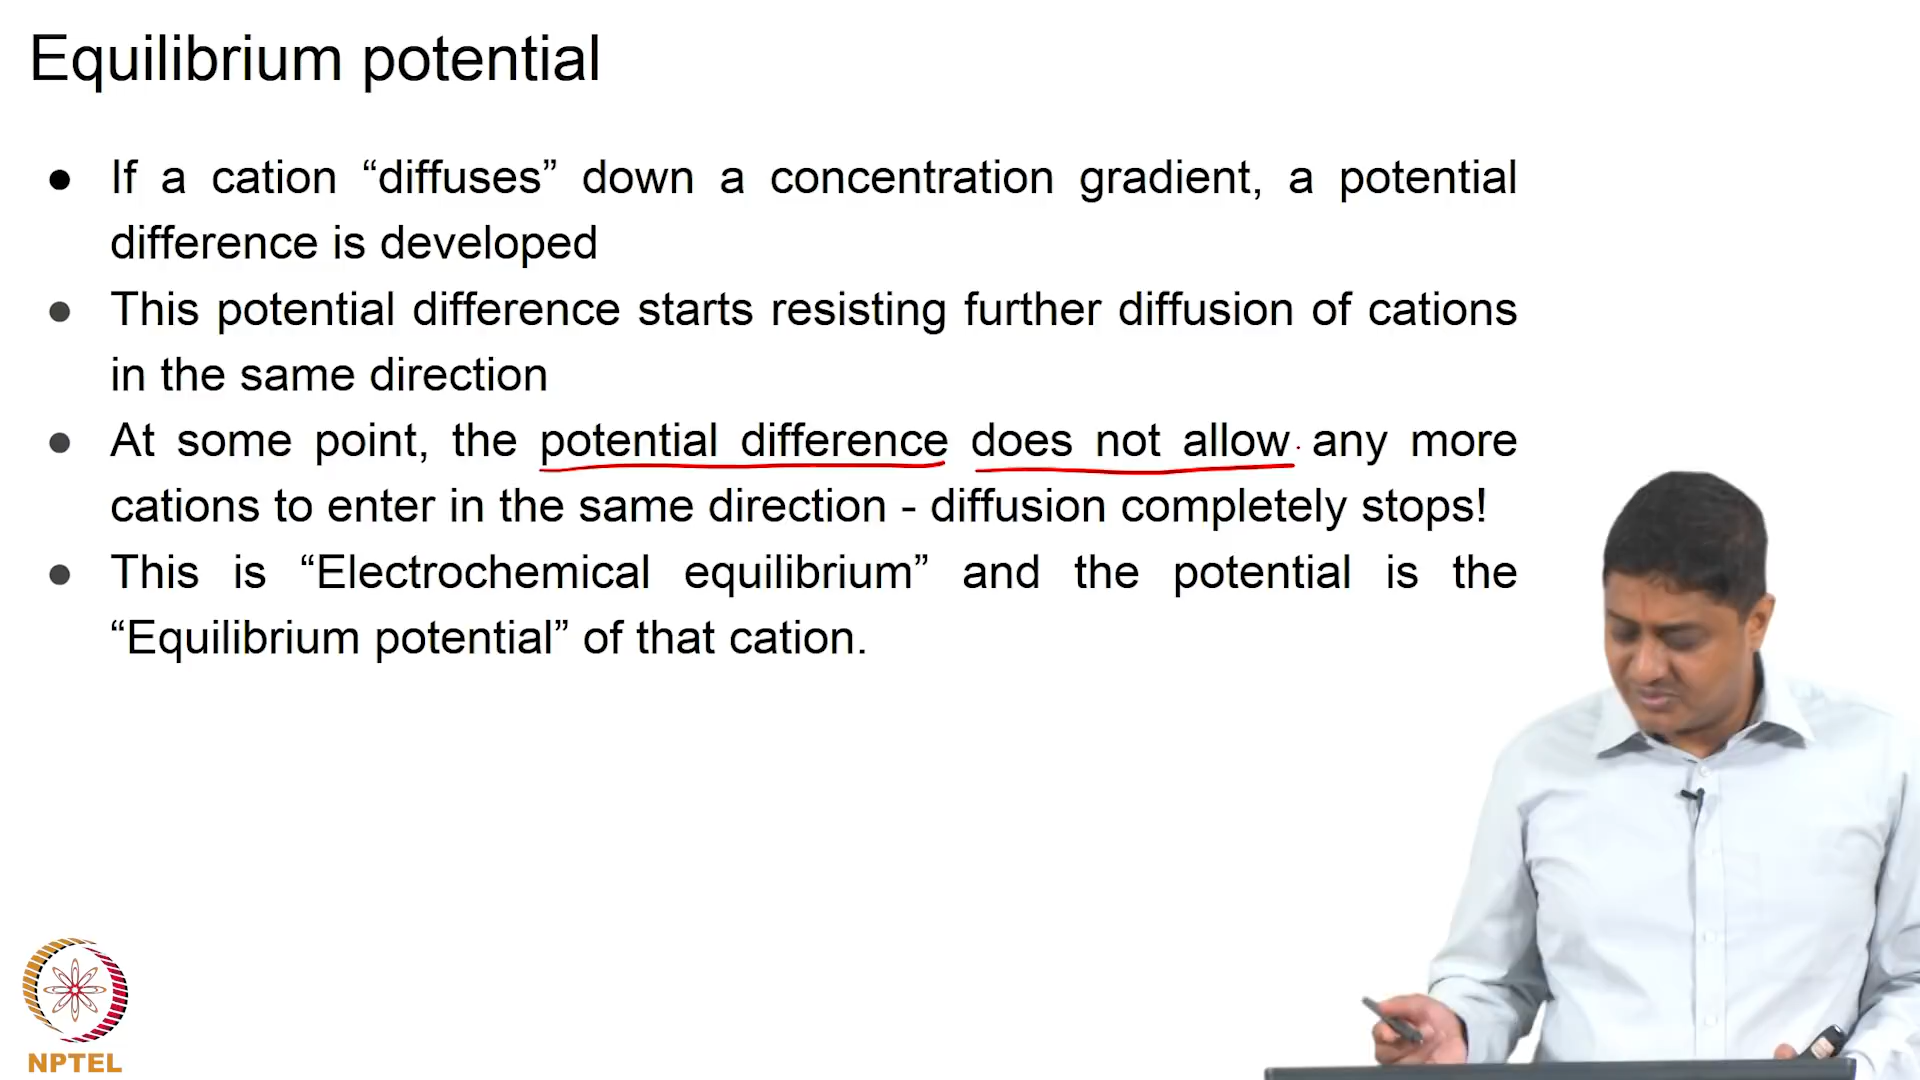 Equilibrium potential
● If a cation “diffuses” down a concentration gradient, a potential
difference is developed
● This potential difference starts resisting further diffusion of cations
in the same direction
● At some point, the potential difference does not allow any more
cations to enter in the same direction - diffusion completely stops!
● This is “Electrochemical equilibrium” and the potential is the
“Equilibrium potential” of that cation.
NPTEL